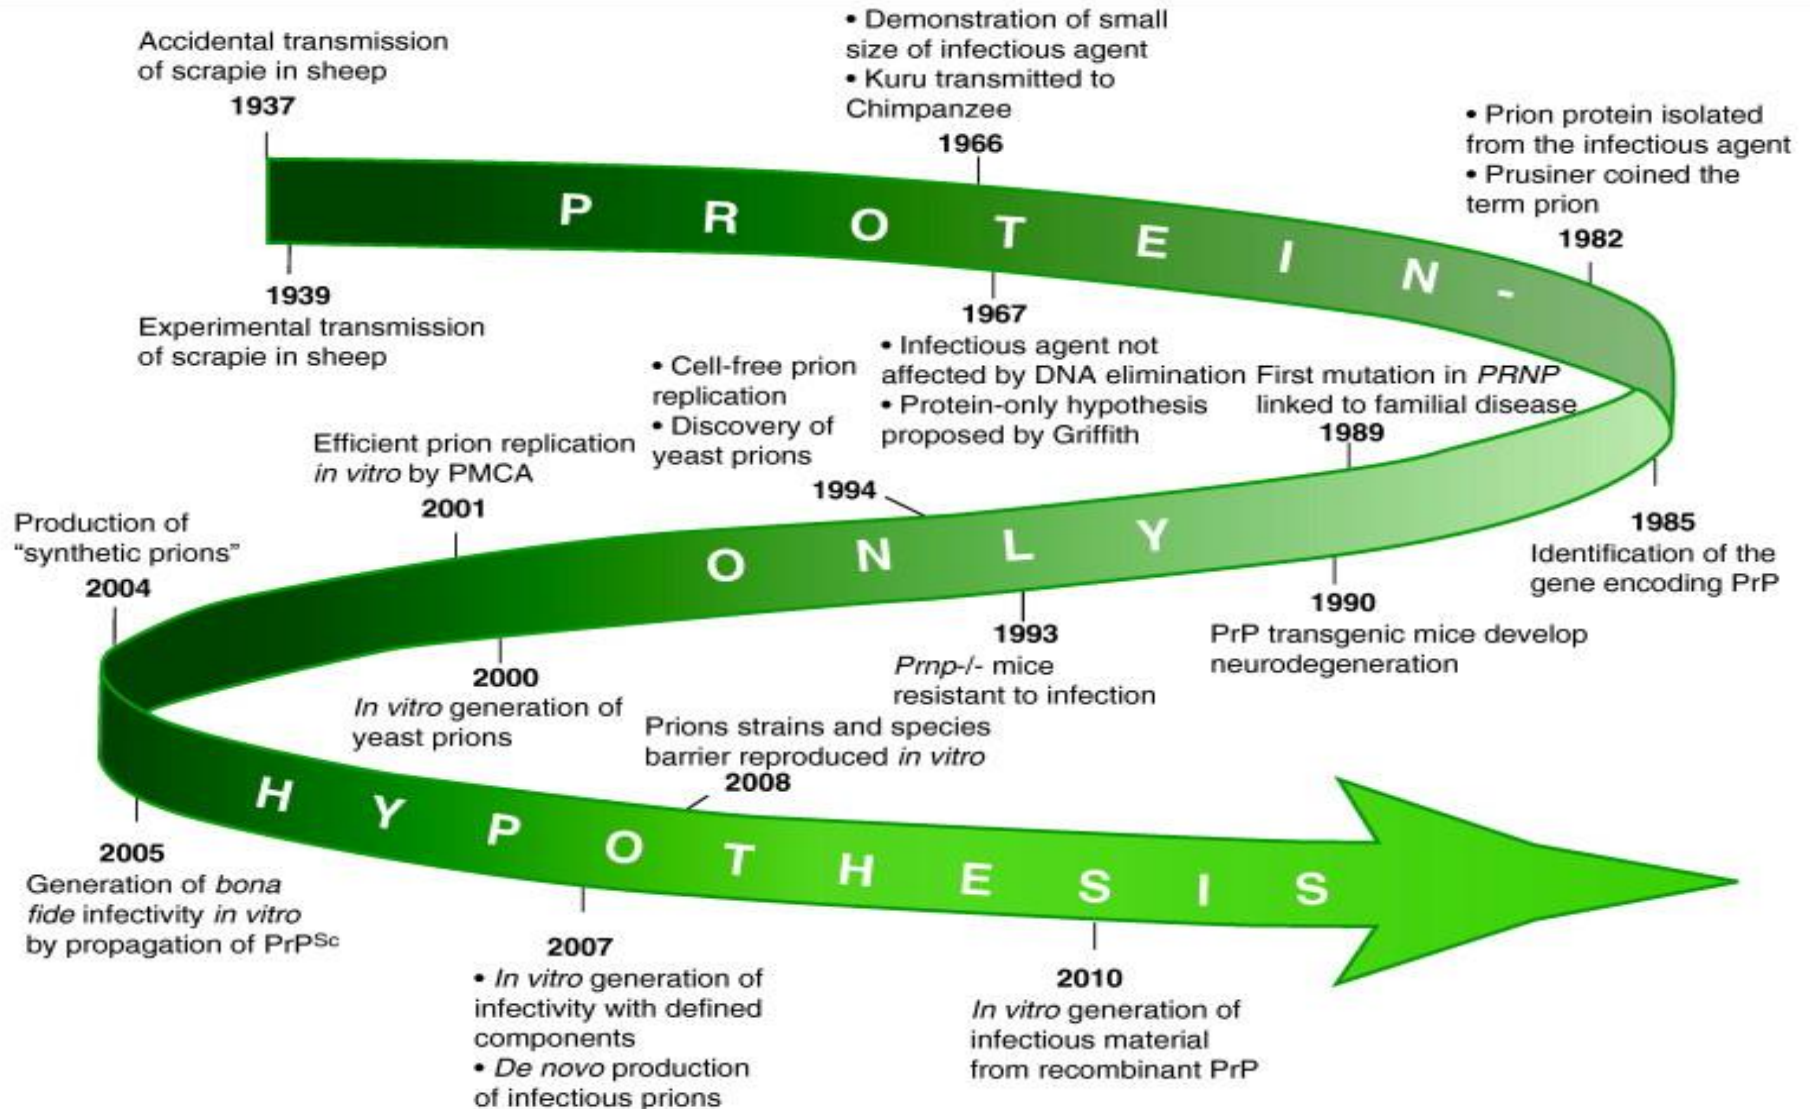 Accidental transmission
of scrapie in sheep
1937
• Demonstration of small
size of infectious agent
• Kuru transmitted to
Chimpanzee
1966
• Prion protein isolated
from the infectious agent
• Prusiner coined the
term prion
1982
PROTEIN-
1939
Experimental transmission
of scrapie in sheep
1967
• Infectious agent not
affected by DNA elimination
• Protein-only hypothesis
proposed by Griffith
First mutation in PRNP
linked to familial disease
1989
1985
Identification of the
gene encoding PrP
• Cell-free prion
replication
• Discovery of
yeast prions
1994
Efficient prion replication
in vitro by PMCA
2001
Production of
“synthetic prions”
2004
ONLY
1990
PrP transgenic mice develop
neurodegeneration
1993
Prnp-/- mice
resistant to infection
2000
In vitro generation of
yeast prions
Prions strains and species
barrier reproduced in vitro
2008
HYPOTHESIS
2005
Generation of bona
fide infectivity in vitro
by propagation of PrPSc
2007
• In vitro generation of
infectivity with defined
components
• De novo production
of infectious prions
2010
In vitro generation of
infectious material
from recombinant PrP